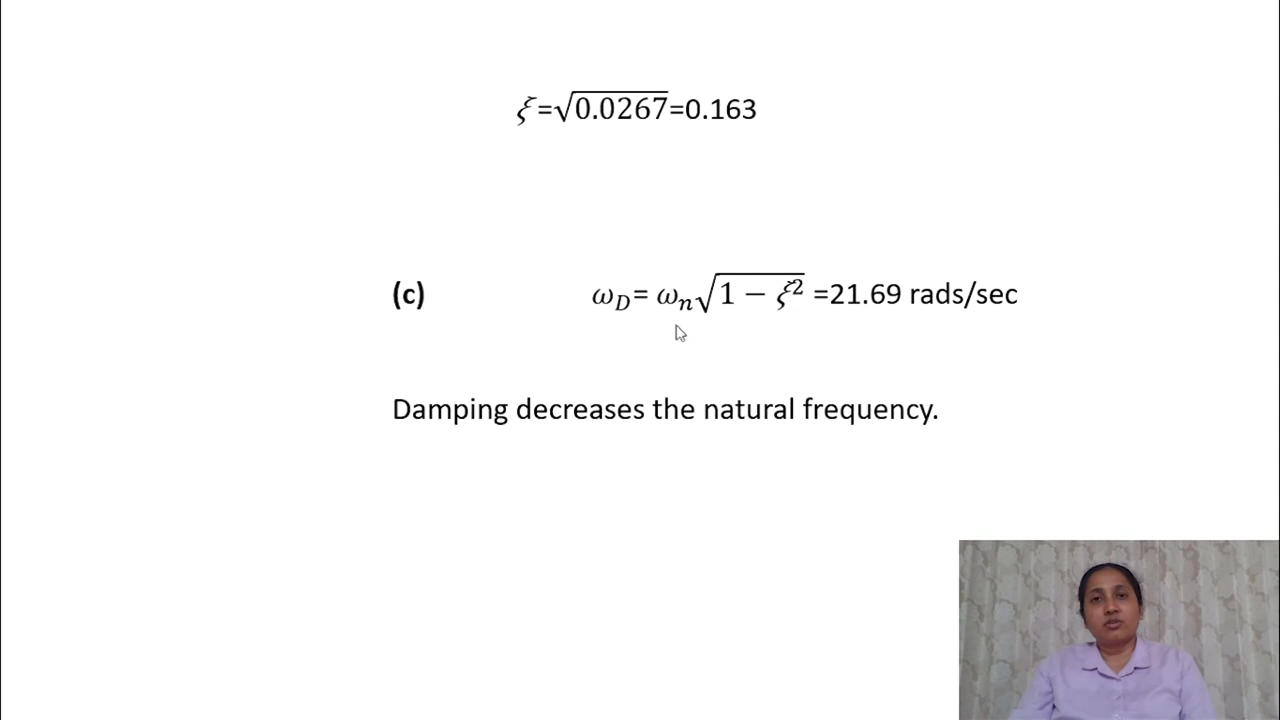 ξ=√0.0267=0.163
(c) ω_D= ω_n√1 − ξ² =21.69 rads/sec
Damping decreases the natural frequency.